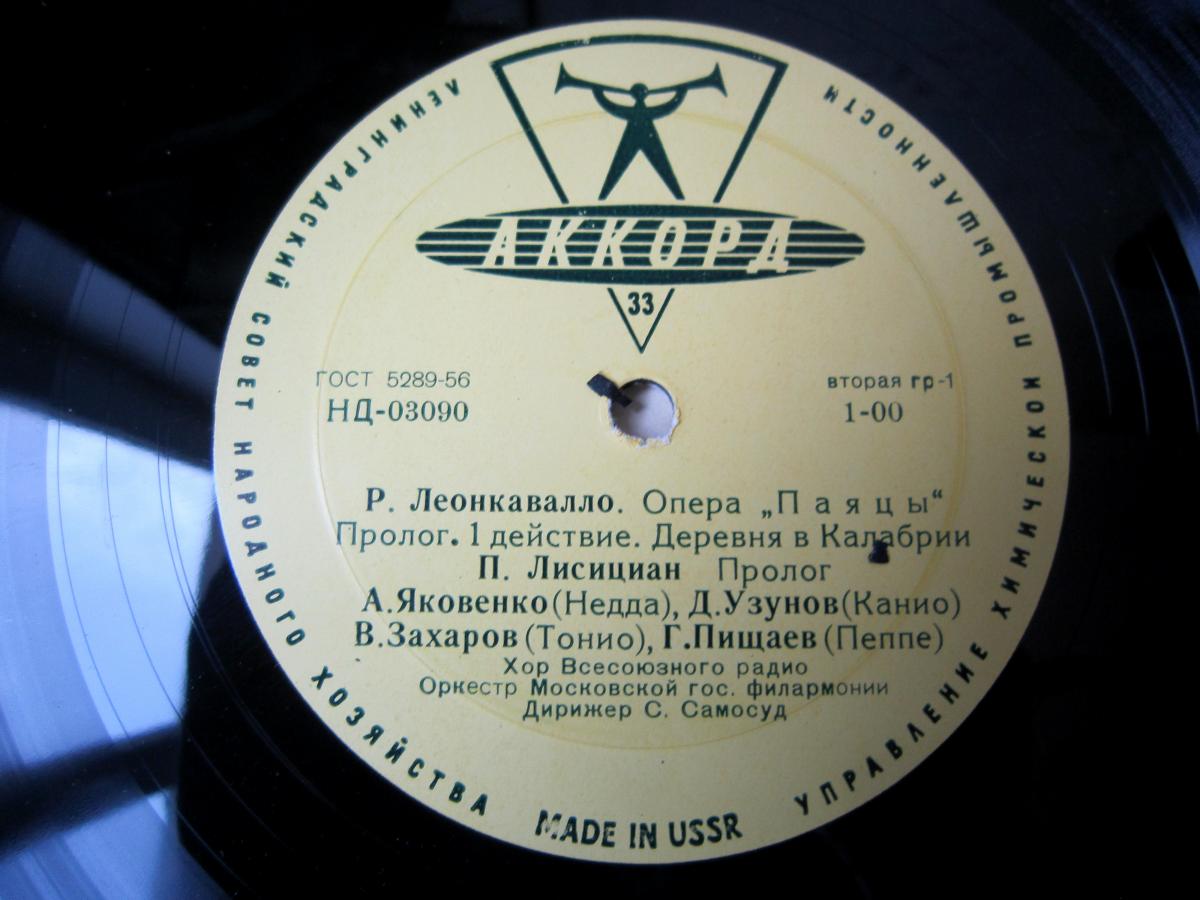 ЛЕНИНГРАДСКИЙ СОВЕТ НАРОДНОГО ХОЗЯЙСТВА
УПРАВЛЕНИЕ ХИМИЧЕСКОЙ ПРОМЫШЛЕННОСТИ
АККОРД
33
ГОСТ 5289-56
НД-03090
вторая гр-1
1-00
Р. Леонкавалло. Опера „Паяцы“
Пролог. 1 действие. Деревня в Калабрии
П. Лисициан Пролог
А.Яковенко (Недда), Д.Узунов (Канио)
В.Захаров (Тонио), Г.Пищаев (Пеппе)
Хор Всесоюзного радио
Оркестр Московской гос. филармонии
Дирижер С. Самосуд
MADE IN USSR